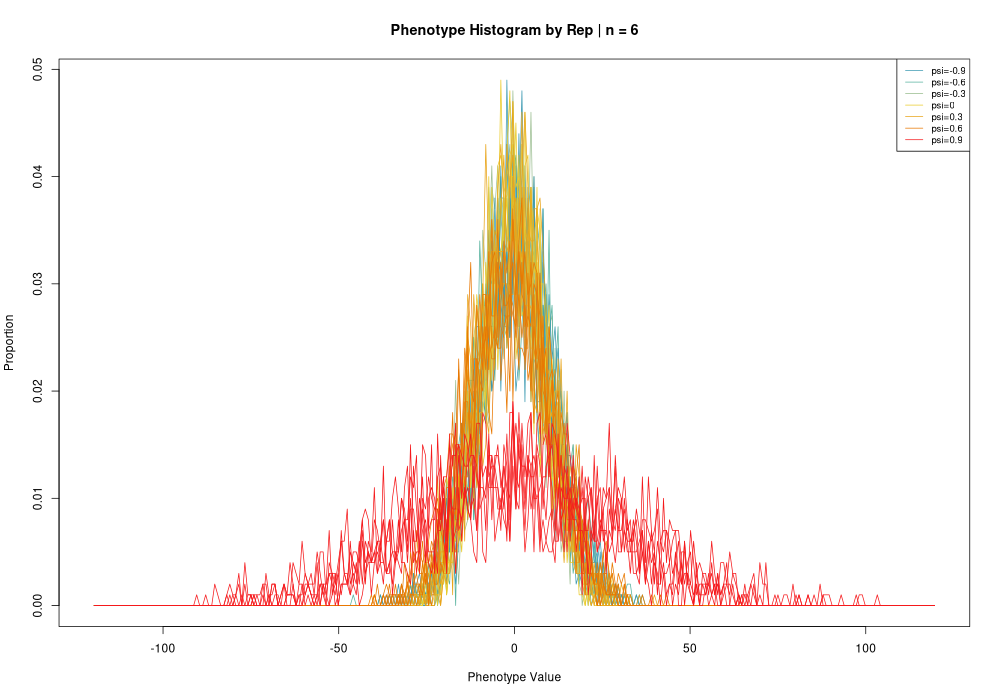 Phenotype Histogram by Rep | n = 6
psi=-0.9
psi=-0.6
psi=-0.3
psi=0
psi=0.3
psi=0.6
psi=0.9
Proportion
0.05
0.04
0.03
0.02
0.01
0.00
-100 -50 0 50 100
Phenotype Value